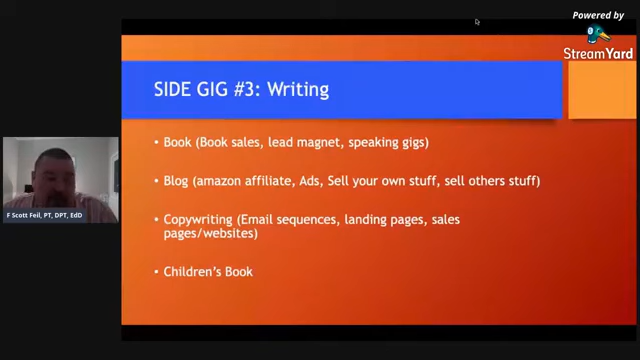 Powered by
StreamYard
SIDE GIG #3: Writing
• Book (Book sales, lead magnet, speaking gigs)
• Blog (amazon affiliate, Ads, Sell your own stuff, sell others stuff)
• Copywriting (Email sequences, landing pages, sales
pages/websites)
• Children's Book
F Scott Feil, PT, DPT, EdD